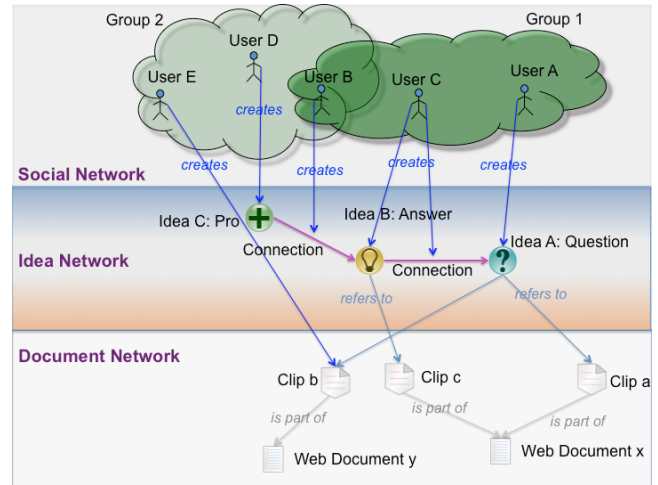 Group 2
Group 1
User D
User E
User B
User C
User A
creates
creates
creates
creates
Social Network
Idea C: Pro
Idea B: Answer
Idea A: Question
Connection
Connection
Idea Network
refers to
refers to
Document Network
Clip b
Clip c
Clip a
is part of
is part of
is part of
Web Document y
Web Document x